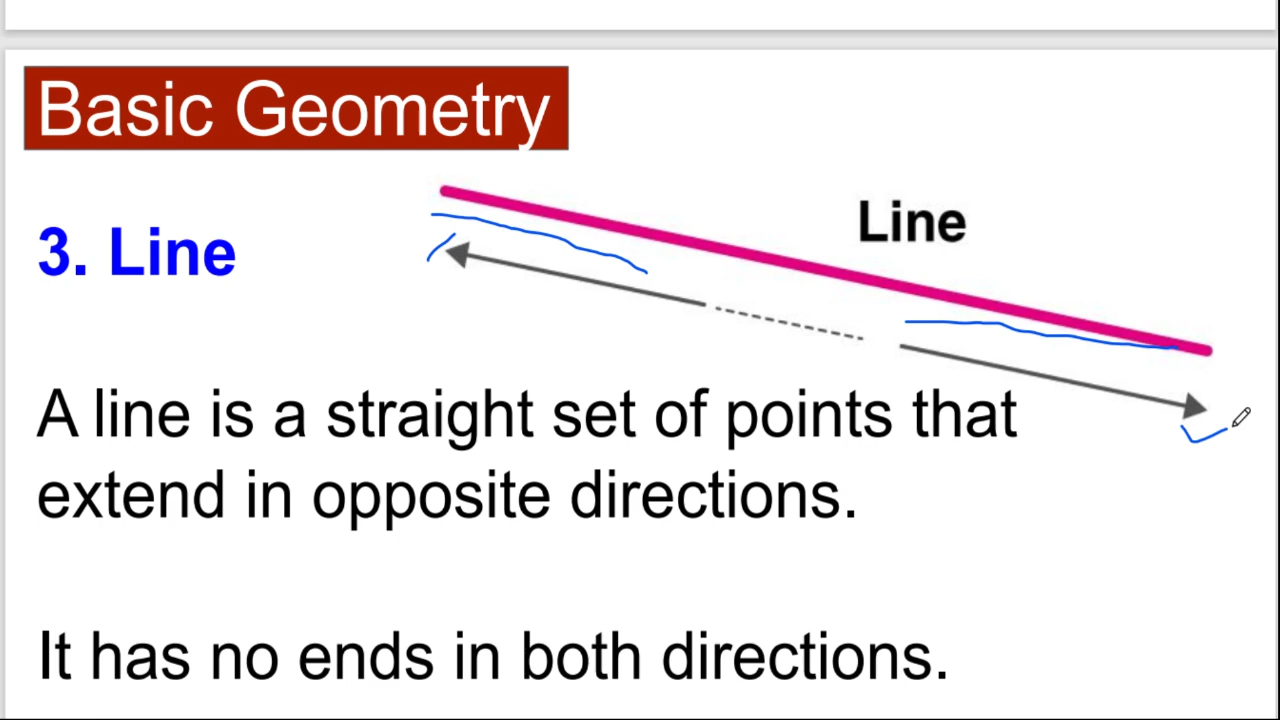 Basic Geometry
3. Line
Line
A line is a straight set of points that
extend in opposite directions.
It has no ends in both directions.